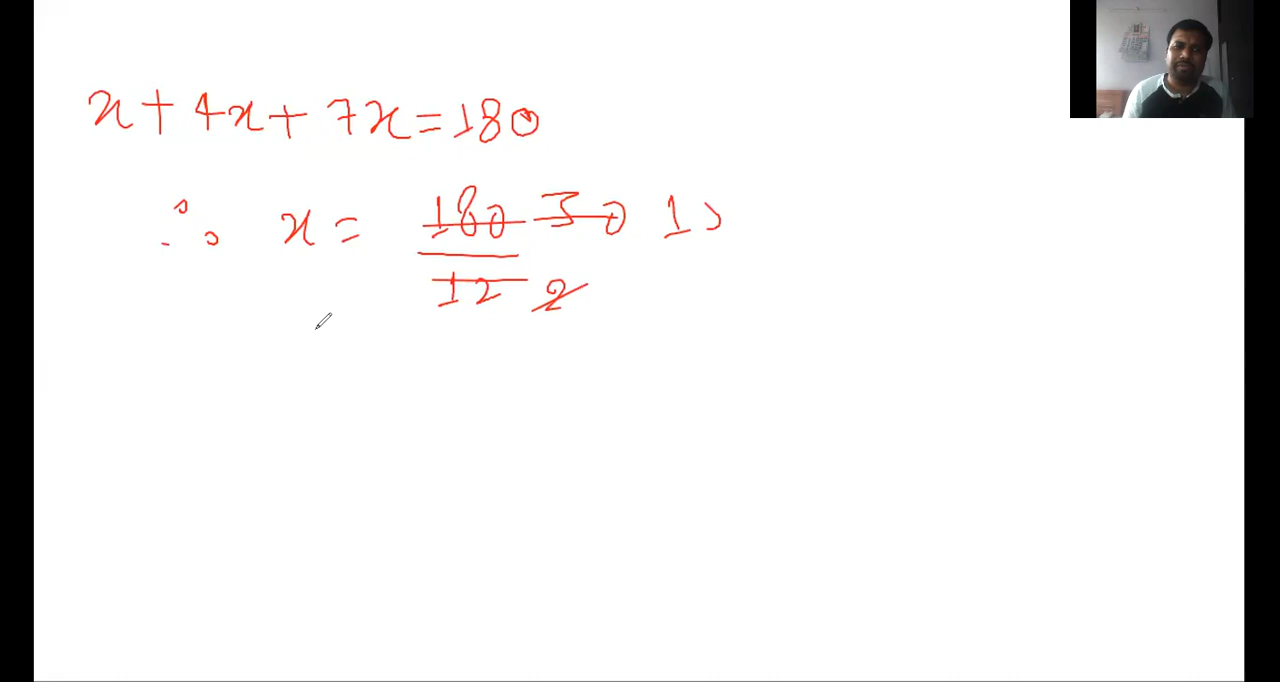 x + 4x + 7x = 180
∴ x = 180 30 15
12 2